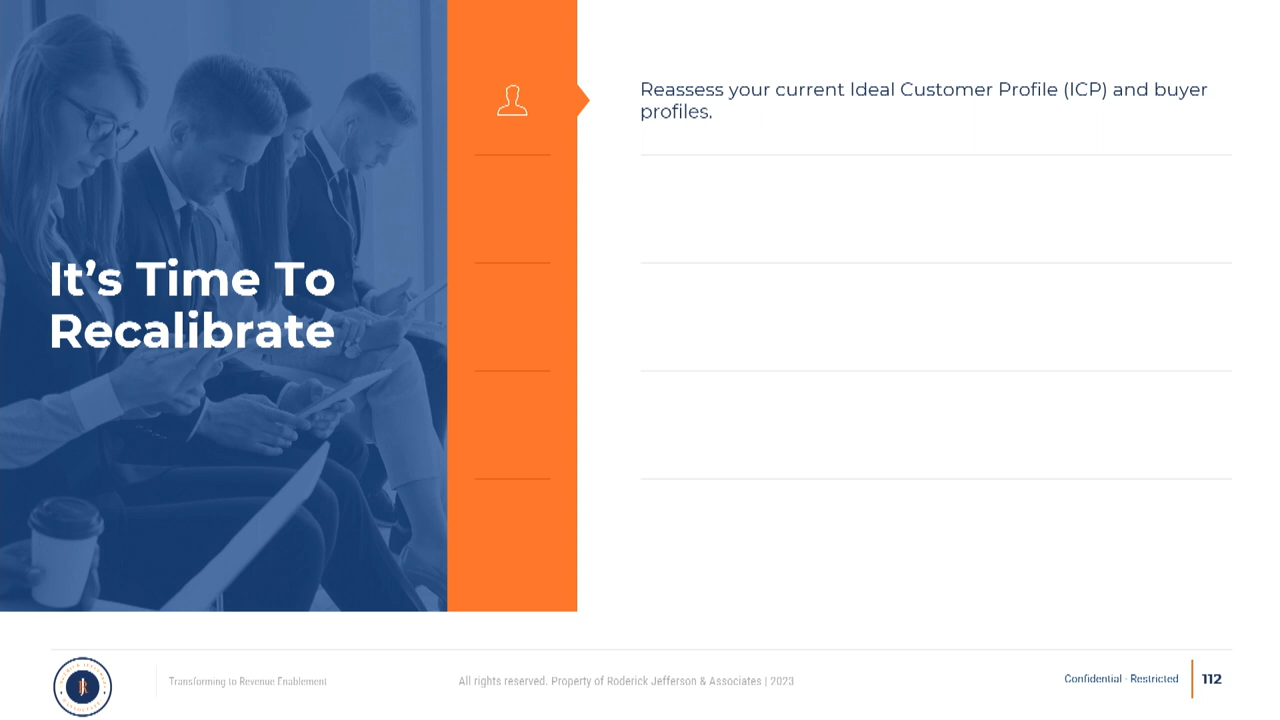 Reassess your current Ideal Customer Profile (ICP) and buyer
profiles.
It’s Time To
Recalibrate
Transforming to Revenue Enablement
All rights reserved. Property of Roderick Jefferson & Associates | 2023
Confidential · Restricted
112